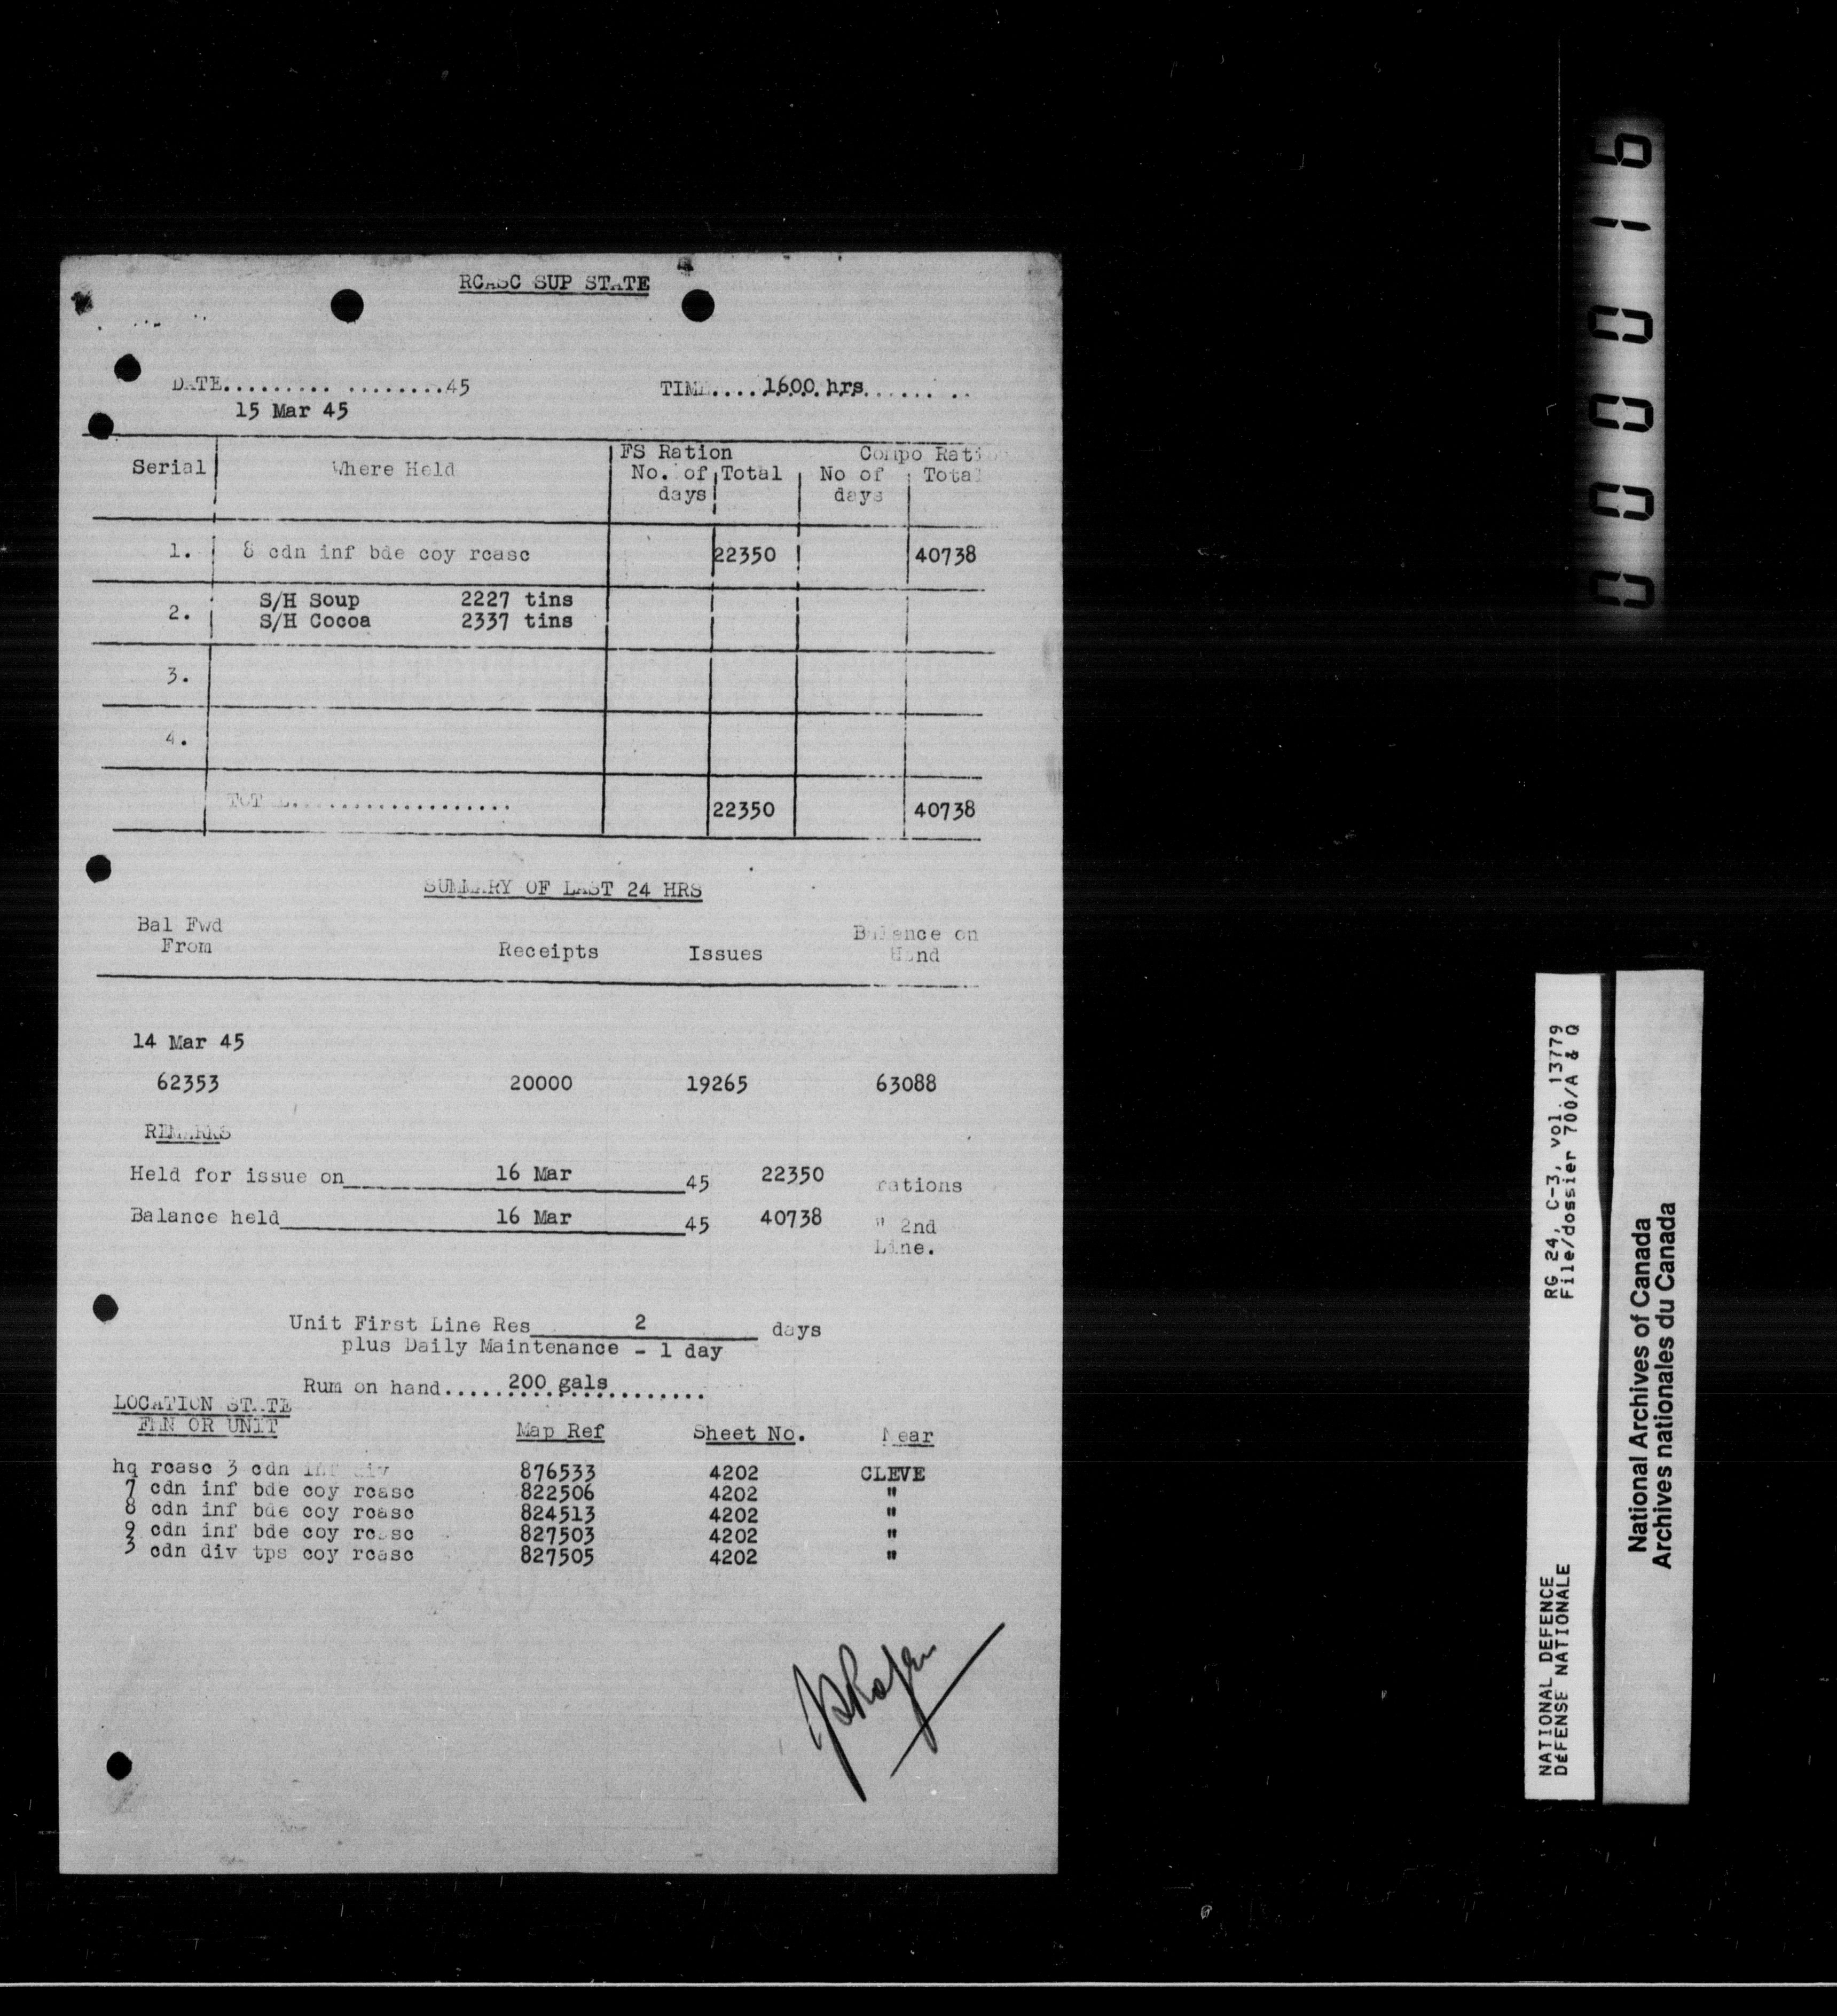 RCASC SUP STATE
DATE......... ........45 TIME....1600 hrs...... ..
15 Mar 45
Serial Where Held FS Ration Compo Ration
No. of days Total No of days Total
1. 8 cdn inf bde coy rcasc 22350 40738
2. S/H Soup 2227 tins
S/H Cocoa 2337 tins
3.
4.
TOTAL................... 22350 40738
SUMMARY OF LAST 24 HRS
Bal Fwd From Receipts Issues Balance on Hand
14 Mar 45
62353 20000 19265 63088
REMARKS
Held for issue on 16 Mar 45 22350 rations
Balance held 16 Mar 45 40738 " 2nd
Line.
Unit First Line Res 2 days
plus Daily Maintenance - 1 day
Rum on hand.....200 gals........
LOCATION STATE
FMN OR UNIT Map Ref Sheet No. Near
hq rcasc 3 cdn inf div 876533 4202 CLEVE
7 cdn inf bde coy rcasc 822506 4202 "
8 cdn inf bde coy rcasc 824513 4202 "
9 cdn inf bde coy rcasc 827503 4202 "
3 cdn div tps coy rcasc 827505 4202 "
000016
RG 24, C-3, vol. 13779
File/dossier 700/A & Q
NATIONAL DEFENCE
DÉFENSE NATIONALE
National Archives of Canada
Archives nationales du Canada